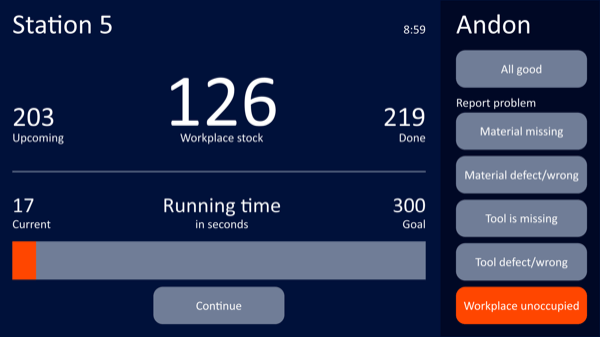 Station 5
8:59
203
Upcoming
126
Workplace stock
219
Done
17
Current
Running time
in seconds
300
Goal
Continue
Andon
All good
Report problem
Material missing
Material defect/wrong
Tool is missing
Tool defect/wrong
Workplace unoccupied